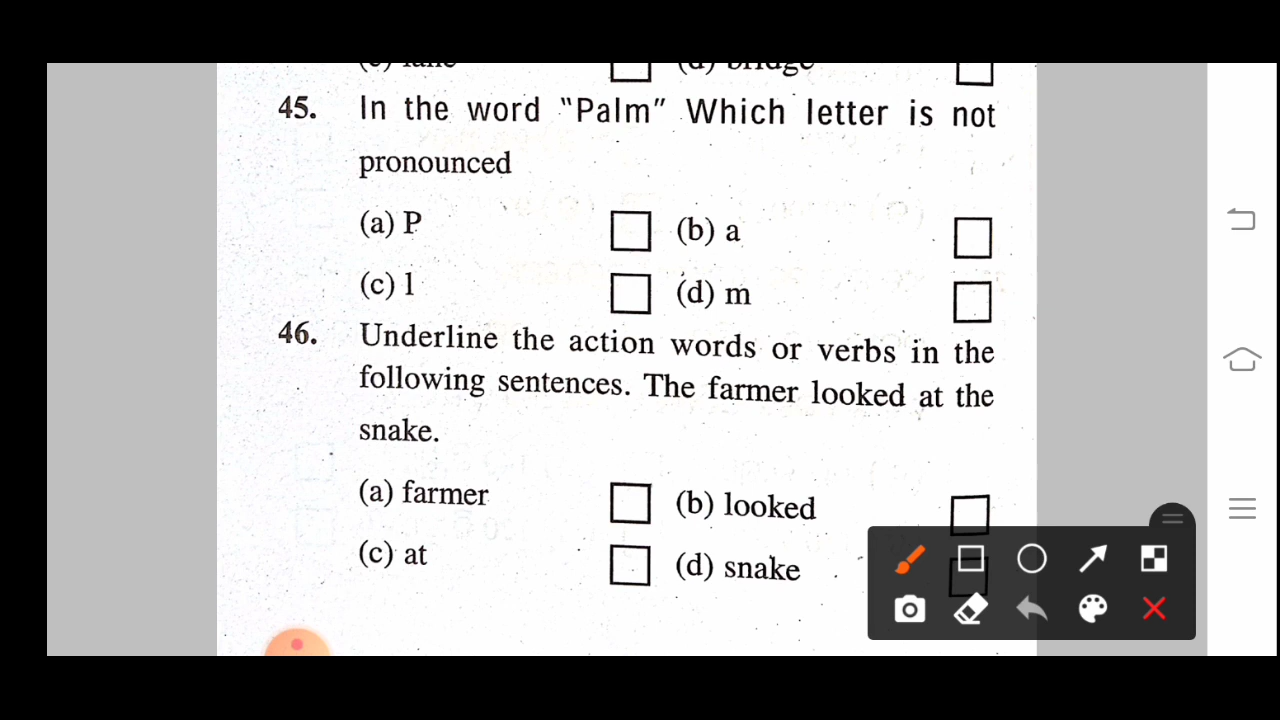 (d) bridge
45. In the word "Palm" Which letter is not
pronounced
(a) P (b) a
(c) l (d) m
46. Underline the action words or verbs in the
following sentences. The farmer looked at the
snake.
(a) farmer (b) looked
(c) at (d) snake